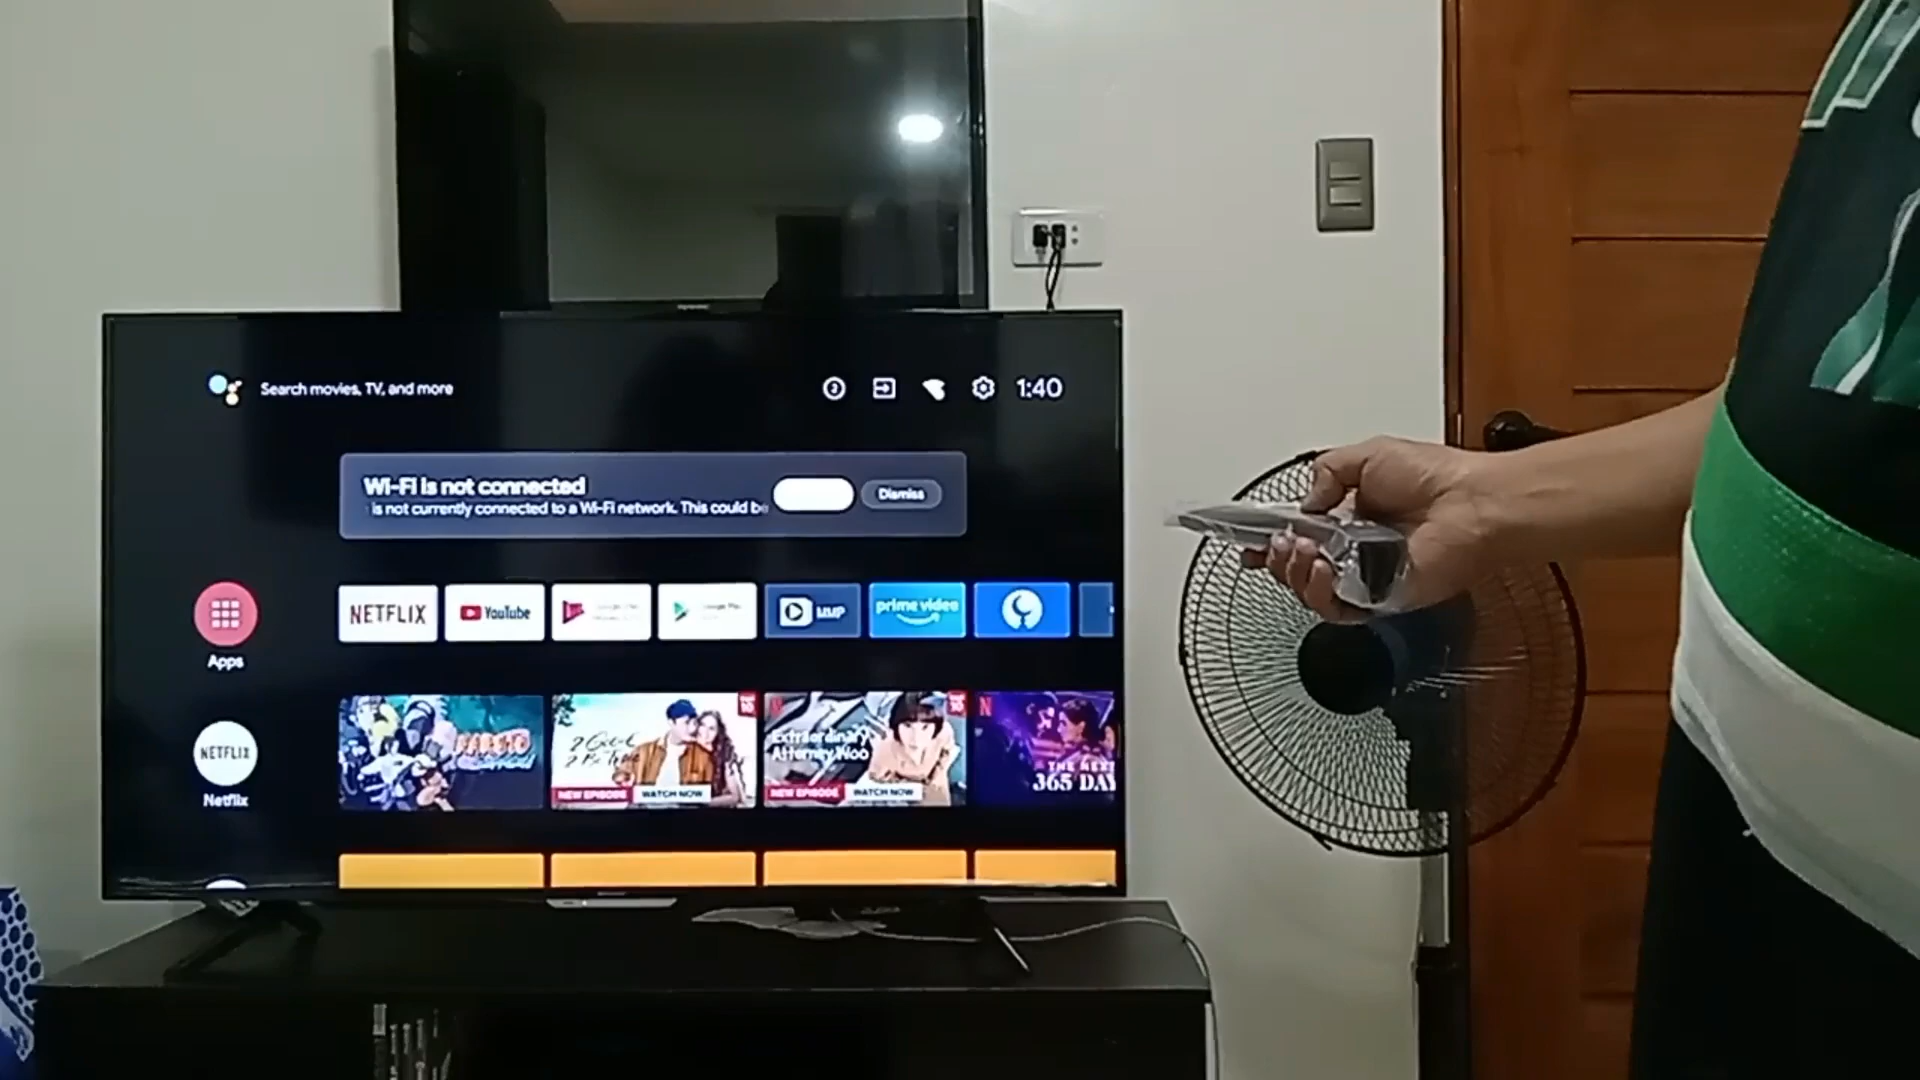 Search movies, TV, and more
1:40
Wi-Fi is not connected
is not currently connected to a Wi-Fi network. This could be
Dismiss
NETFLIX
YouTube
prime video
Apps
NETFLIX
Netflix
NEW EPISODE
WATCH NOW
Extraordinary
Attorney Woo
NEW EPISODE
WATCH NOW
N
THE NEXT
365 DAY